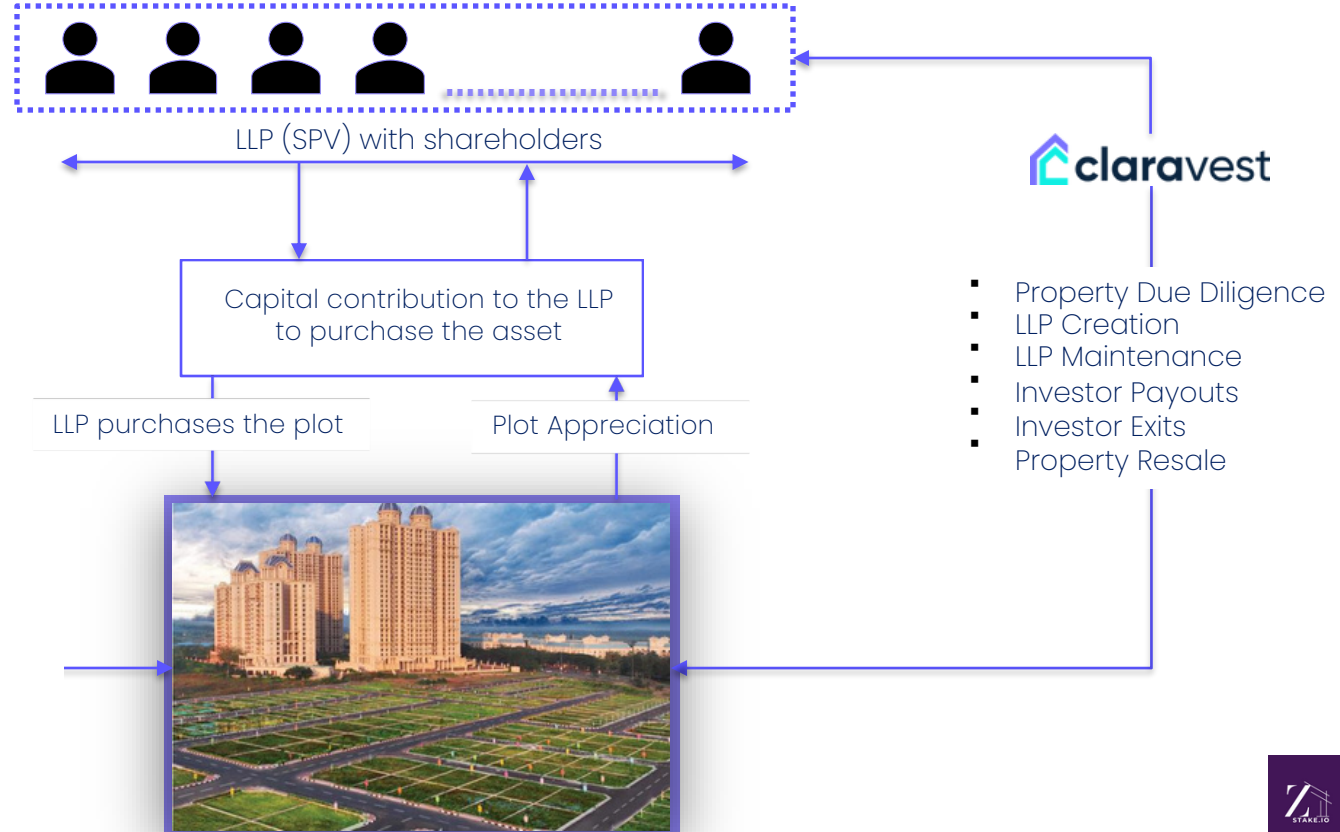 LLP (SPV) with shareholders
claravest
Capital contribution to the LLP
to purchase the asset
LLP purchases the plot
Plot Appreciation
Property Due Diligence
LLP Creation
LLP Maintenance
Investor Payouts
Investor Exits
Property Resale
Z
STAKE.IO